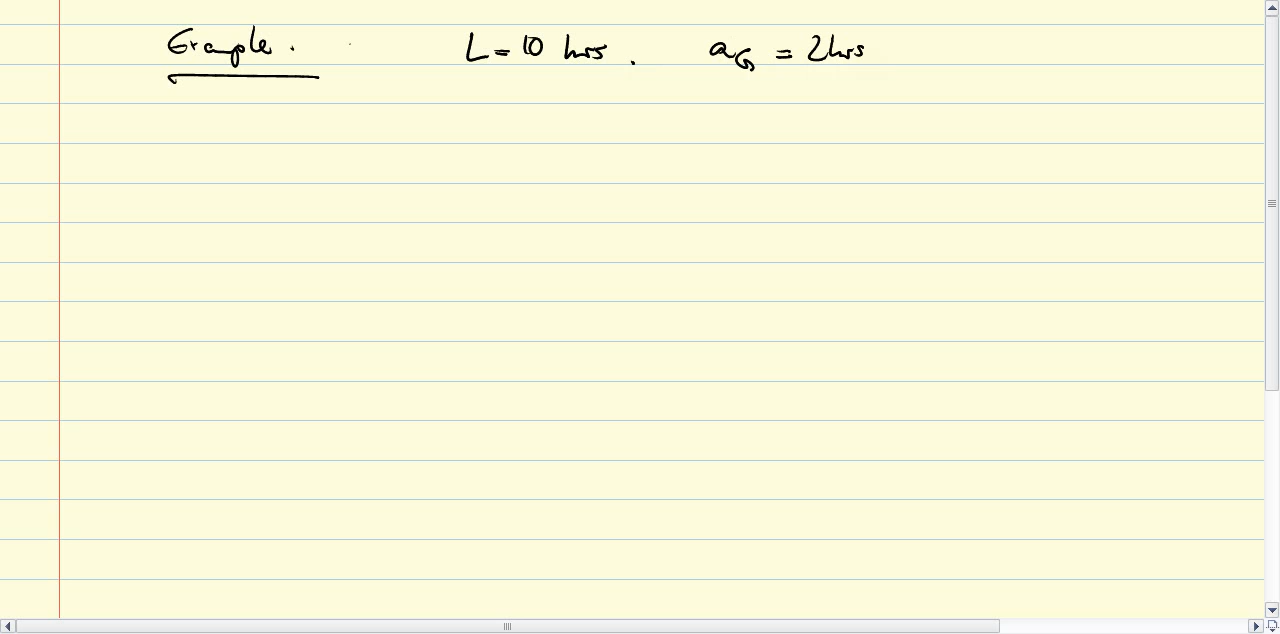 Example. L = 10 hrs. a_G = 2hrs